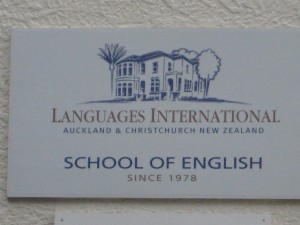 LANGUAGES INTERNATIONAL
AUCKLAND & CHRISTCHURCH NEW ZEALAND
SCHOOL OF ENGLISH
SINCE 1978